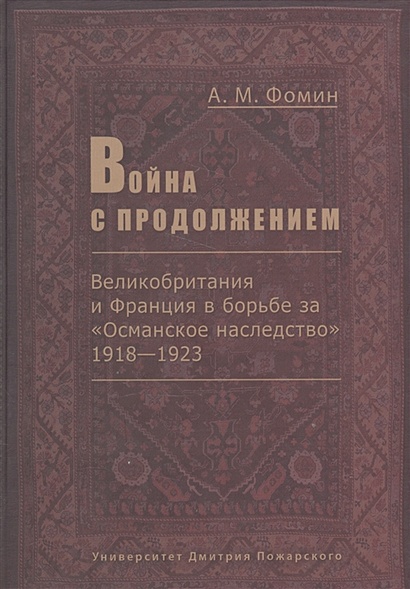 А. М. Фомин
Война
с продолжением
Великобритания
и Франция в борьбе за
«Османское наследство»
1918—1923
Университет Дмитрия Пожарского